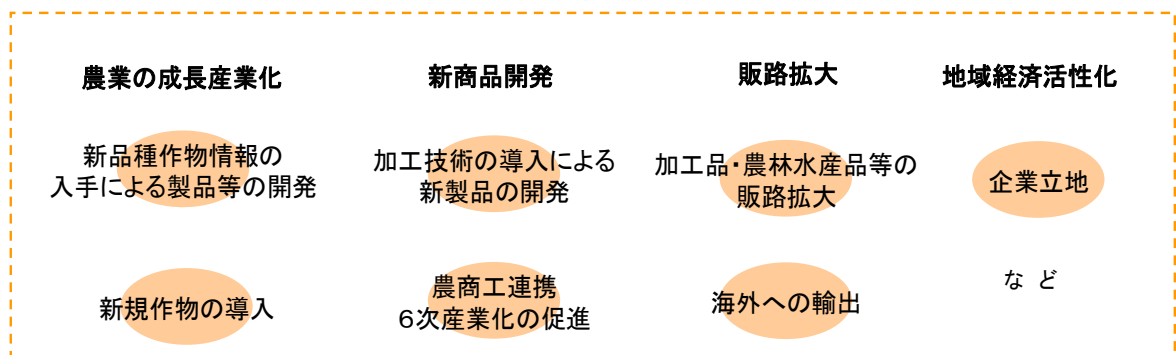 農業の成長産業化
新商品開発
販路拡大
地域経済活性化
新品種作物情報の
入手による製品等の開発
加工技術の導入による
新製品の開発
加工品・農林水産品等の
販路拡大
企業立地
新規作物の導入
農商工連携
６次産業化の促進
海外への輸出
な ど